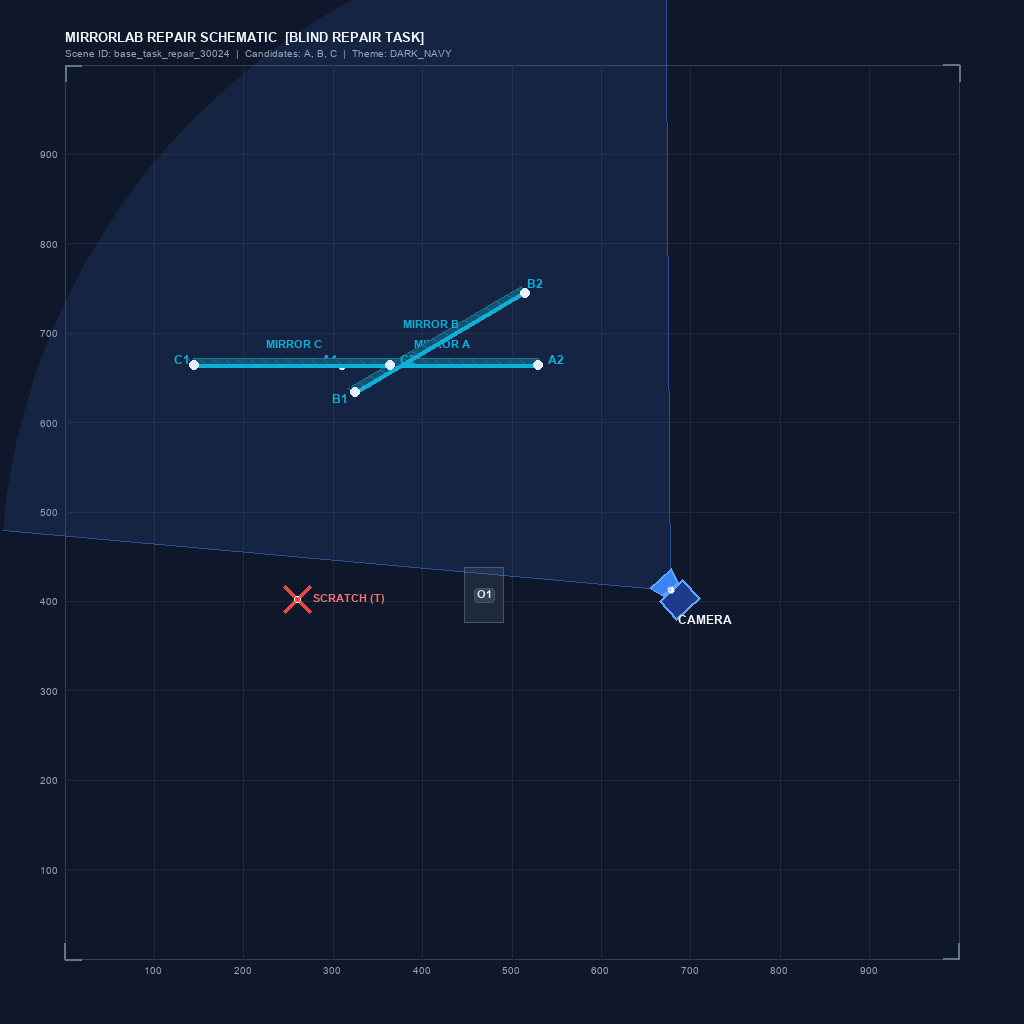 MIRRORLAB REPAIR SCHEMATIC [BLIND REPAIR TASK]
Scene ID: base_task_repair_30024 | Candidates: A, B, C | Theme: DARK_NAVY
900
800
B2
MIRROR B
700
MIRROR C
MIRROR A
C1
A2
B1
600
500
O1
SCRATCH (T)
400
CAMERA
300
200
100
100 200 300 400 500 600 700 800 900